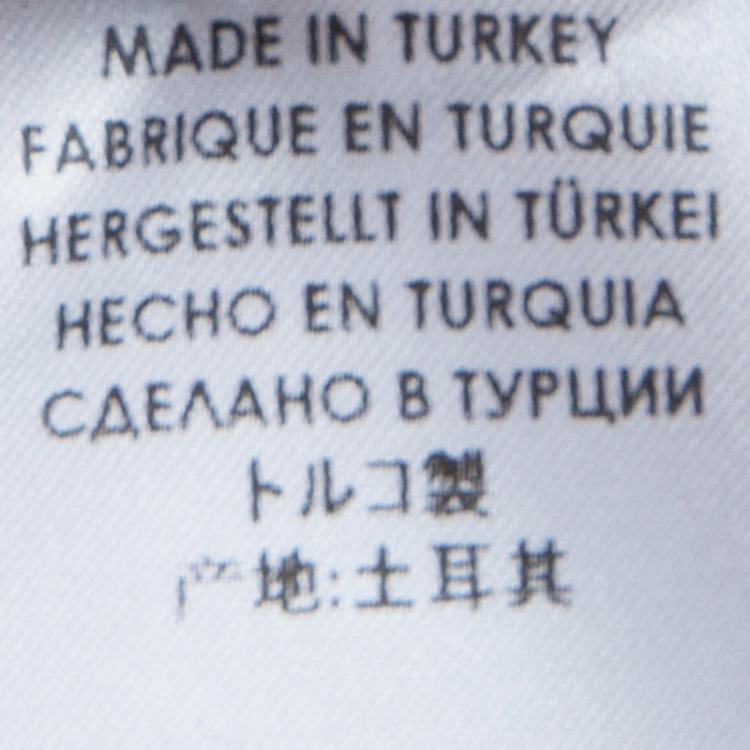 MADE IN TURKEY
FABRIQUE EN TURQUIE
HERGESTELLT IN TÜRKEI
HECHO EN TURQUIA
СДЕЛАНО В ТУРЦИИ
トルコ製
产地:土耳其